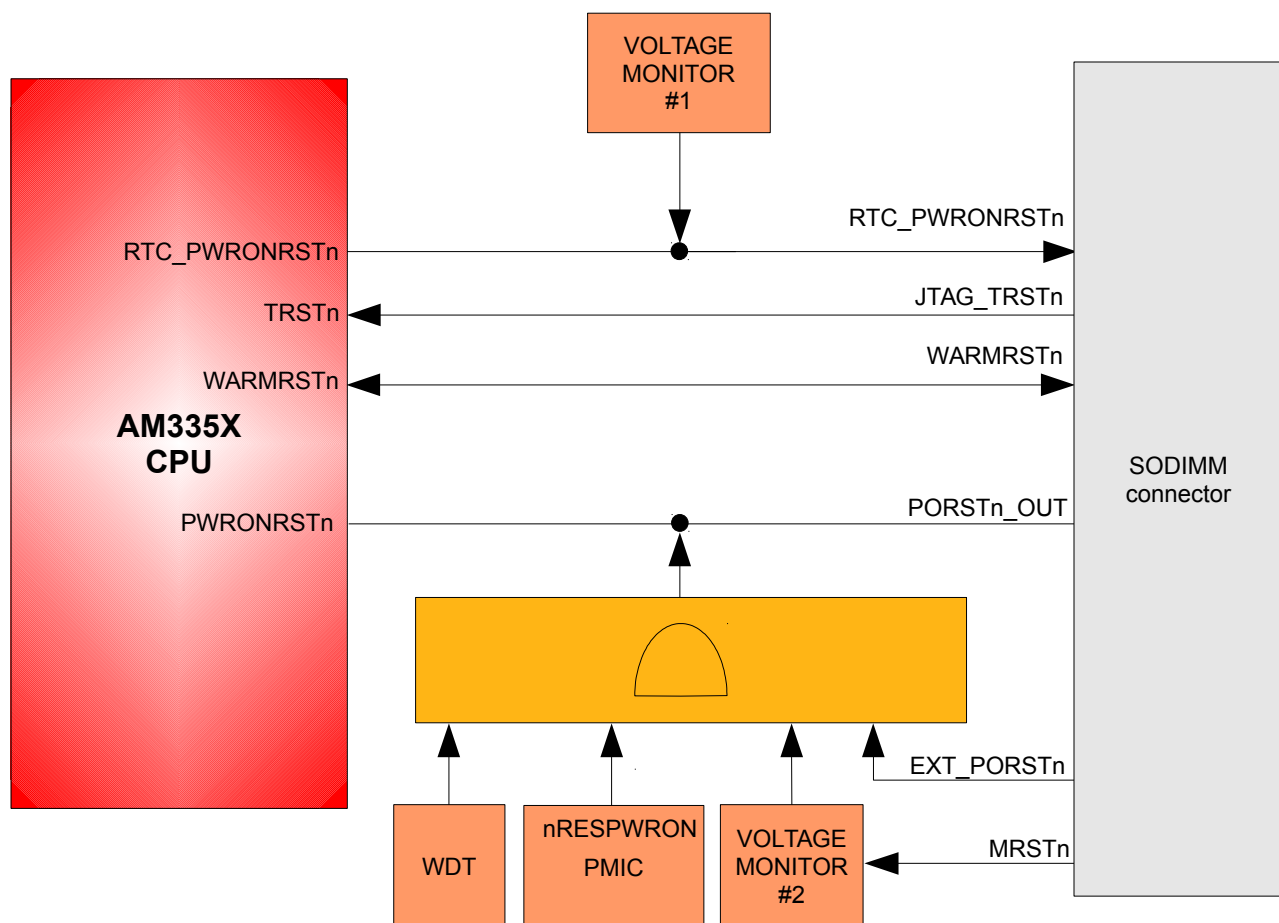 VOLTAGE
MONITOR
#1
RTC_PWRONRSTn
RTC_PWRONRSTn
JTAG_TRSTn
TRSTn
WARMRSTn
WARMRSTn
AM335X
CPU
SODIMM
connector
PORSTn_OUT
PWRONRSTn
EXT_PORSTn
nRESPWRON
PMIC
WDT
VOLTAGE
MONITOR
#2
MRSTn